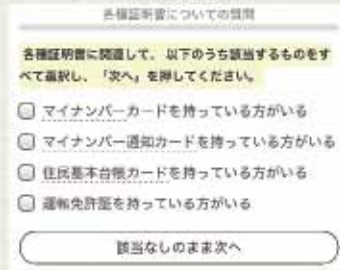 各種証明書についての質問
各種証明書に関連して、以下のうち該当するものをす
べて選択し、「次へ」を押してください。
マイナンバーカードを持っている方がいる
マイナンバー通知カードを持っている方がいる
住民基本台帳カードを持っている方がいる
運転免許証を持っている方がいる
該当なしのまま次へ